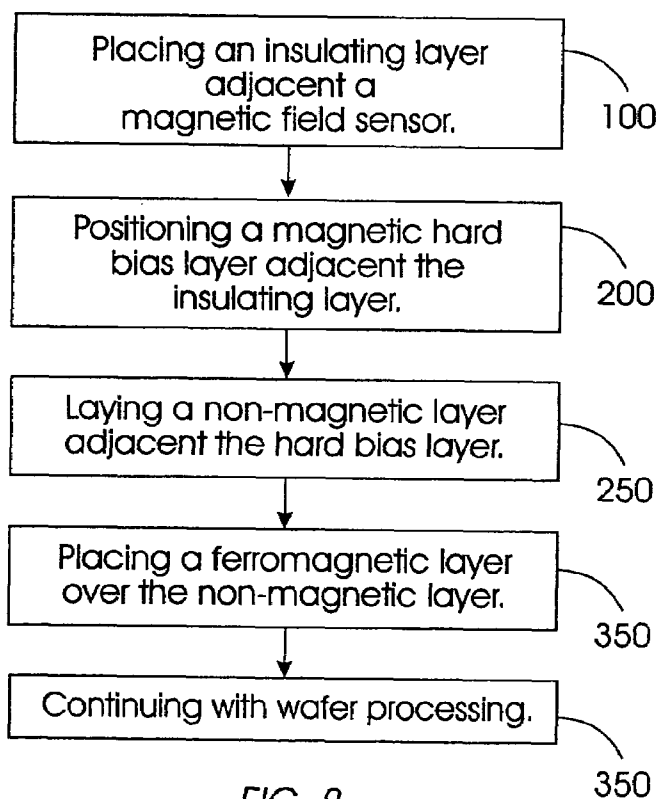 Placing an insulating layer
adjacent a
magnetic field sensor.
100
Positioning a magnetic hard
bias layer adjacent the
insulating layer.
200
Laying a non-magnetic layer
adjacent the hard bias layer.
250
Placing a ferromagnetic layer
over the non-magnetic layer.
350
Continuing with wafer processing.
350
FIG.